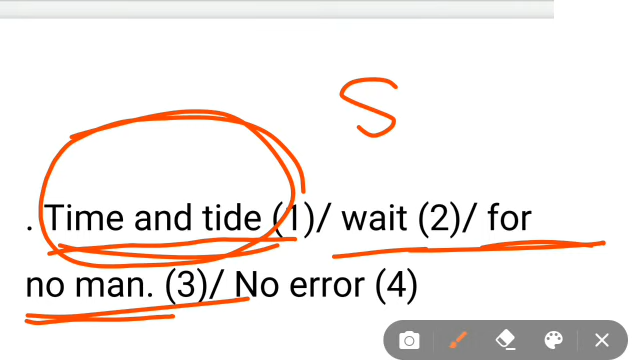 S
. Time and tide (1)/ wait (2)/ for
no man. (3)/ No error (4)